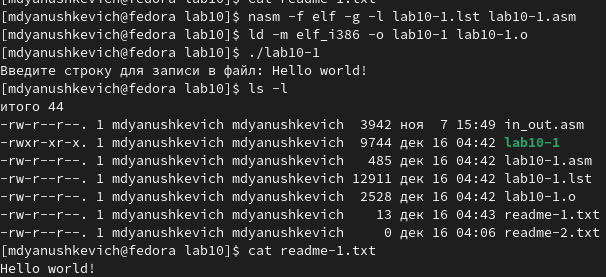 [mdyanushkevich@fedora lab10]$ cat readme-1.txt
[mdyanushkevich@fedora lab10]$ nasm -f elf -g -l lab10-1.lst lab10-1.asm
[mdyanushkevich@fedora lab10]$ ld -m elf_i386 -o lab10-1 lab10-1.o
[mdyanushkevich@fedora lab10]$ ./lab10-1
Введите строку для записи в файл: Hello world!
[mdyanushkevich@fedora lab10]$ ls -l
итого 44
-rw-r--r--. 1 mdyanushkevich mdyanushkevich  3942 ноя  7 15:49 in_out.asm
-rwxr-xr-x. 1 mdyanushkevich mdyanushkevich  9744 дек 16 04:42 lab10-1
-rw-r--r--. 1 mdyanushkevich mdyanushkevich   485 дек 16 04:42 lab10-1.asm
-rw-r--r--. 1 mdyanushkevich mdyanushkevich 12911 дек 16 04:42 lab10-1.lst
-rw-r--r--. 1 mdyanushkevich mdyanushkevich  2528 дек 16 04:42 lab10-1.o
-rw-r--r--. 1 mdyanushkevich mdyanushkevich    13 дек 16 04:43 readme-1.txt
-rw-r--r--. 1 mdyanushkevich mdyanushkevich     0 дек 16 04:06 readme-2.txt
[mdyanushkevich@fedora lab10]$ cat readme-1.txt
Hello world!